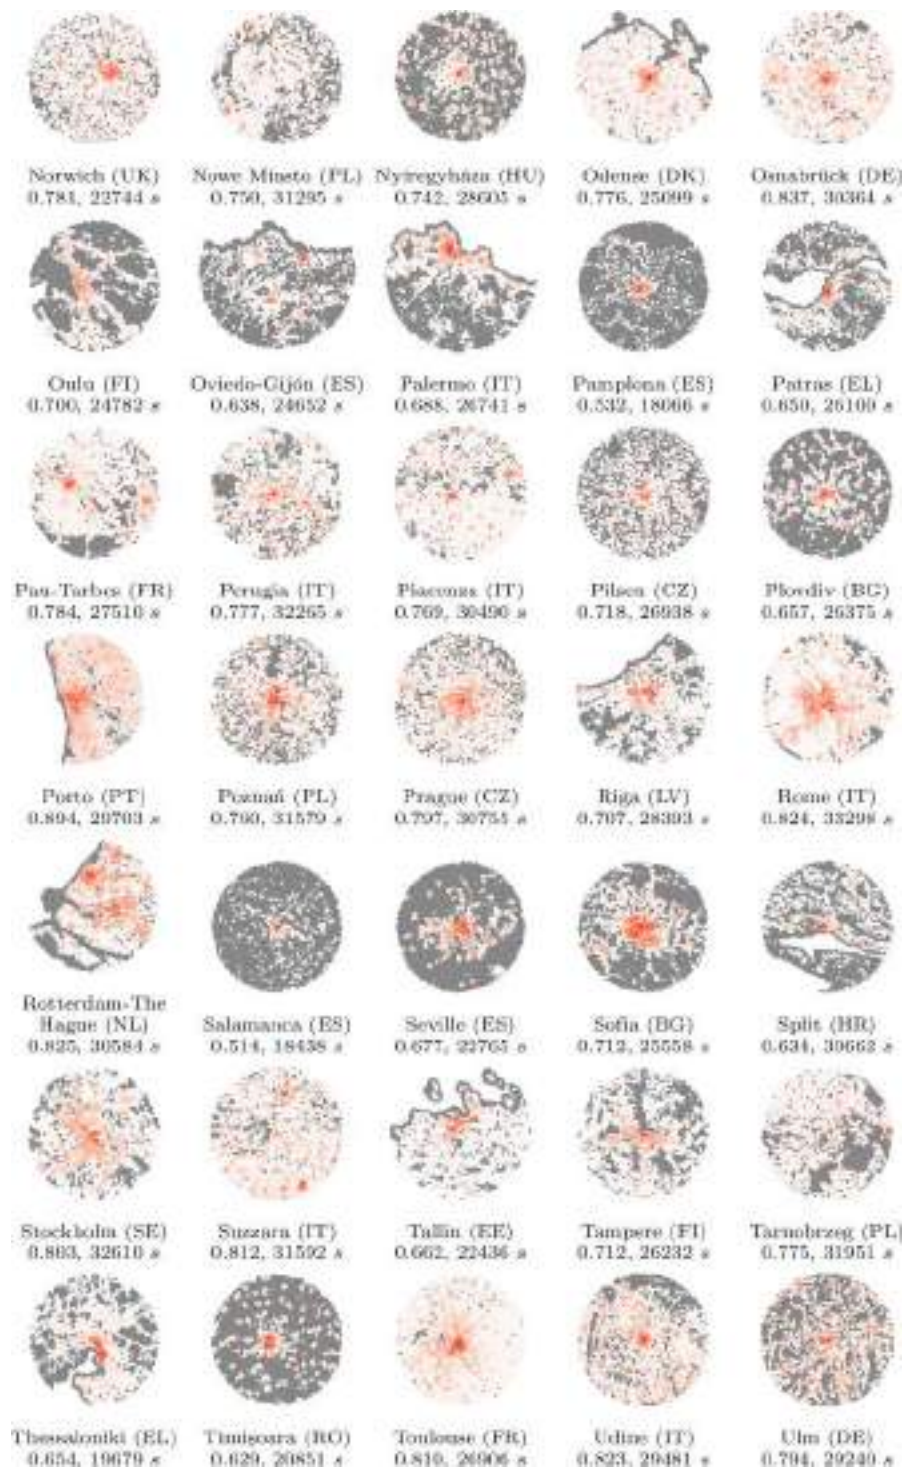 Norwich (UK) Nowe Miasto (PL) Nyíregyháza (HU) Odense (DK) Osnabrück (DE)
0.781, 22744 s 0.750, 31295 s 0.742, 28605 s 0.776, 25099 s 0.837, 30364 s
Oulu (FI) Oviedo-Gijón (ES) Palermo (IT) Pamplona (ES) Patras (EL)
0.700, 24782 s 0.638, 24652 s 0.688, 26741 s 0.532, 18066 s 0.650, 26100 s
Pau-Tarbes (FR) Perugia (IT) Piacenza (IT) Pilsen (CZ) Plovdiv (BG)
0.784, 27510 s 0.777, 32265 s 0.769, 30490 s 0.718, 26938 s 0.657, 26375 s
Porto (PT) Poznań (PL) Prague (CZ) Riga (LV) Rome (IT)
0.894, 29703 s 0.760, 31579 s 0.797, 30755 s 0.707, 28393 s 0.824, 33298 s
Rotterdam-The
Hague (NL) Salamanca (ES) Seville (ES) Sofia (BG) Split (HR)
0.825, 30584 s 0.514, 18438 s 0.677, 22765 s 0.712, 25558 s 0.634, 30662 s
Stockholm (SE) Suzzara (IT) Tallin (EE) Tampere (FI) Tarnobrzeg (PL)
0.803, 32610 s 0.812, 31592 s 0.662, 22436 s 0.712, 26232 s 0.775, 31951 s
Thessaloniki (EL) Timişoara (RO) Toulouse (FR) Udine (IT) Ulm (DE)
0.654, 19679 s 0.629, 20851 s 0.810, 26906 s 0.823, 29481 s 0.794, 29240 s